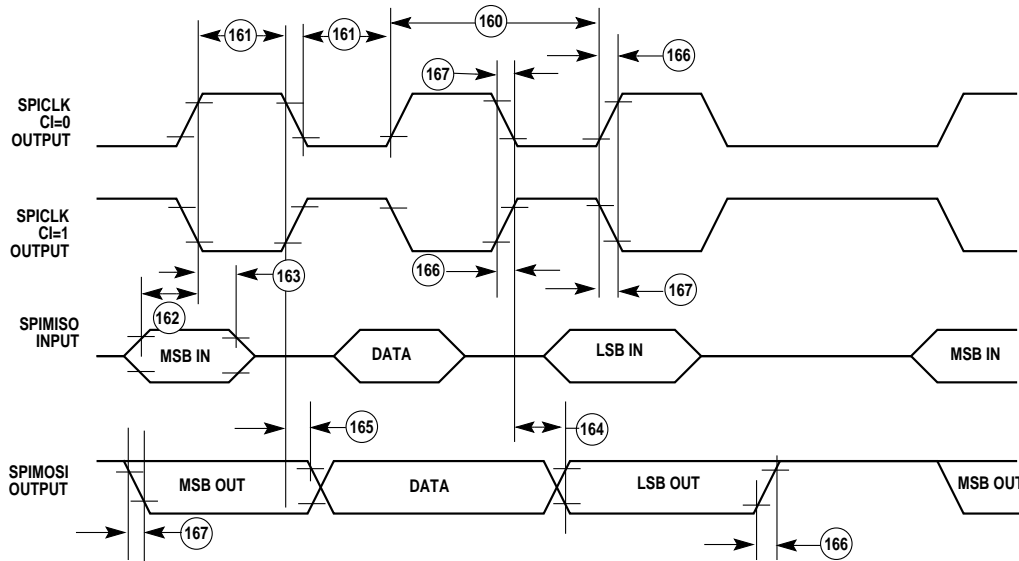 161
161
160
166
167
SPICLK
CI=0
OUTPUT
SPICLK
CI=1
OUTPUT
166
163
167
162
SPIMISO
INPUT
MSB IN
DATA
LSB IN
MSB IN
165
164
SPIMOSI
OUTPUT
MSB OUT
DATA
LSB OUT
MSB OUT
167
166